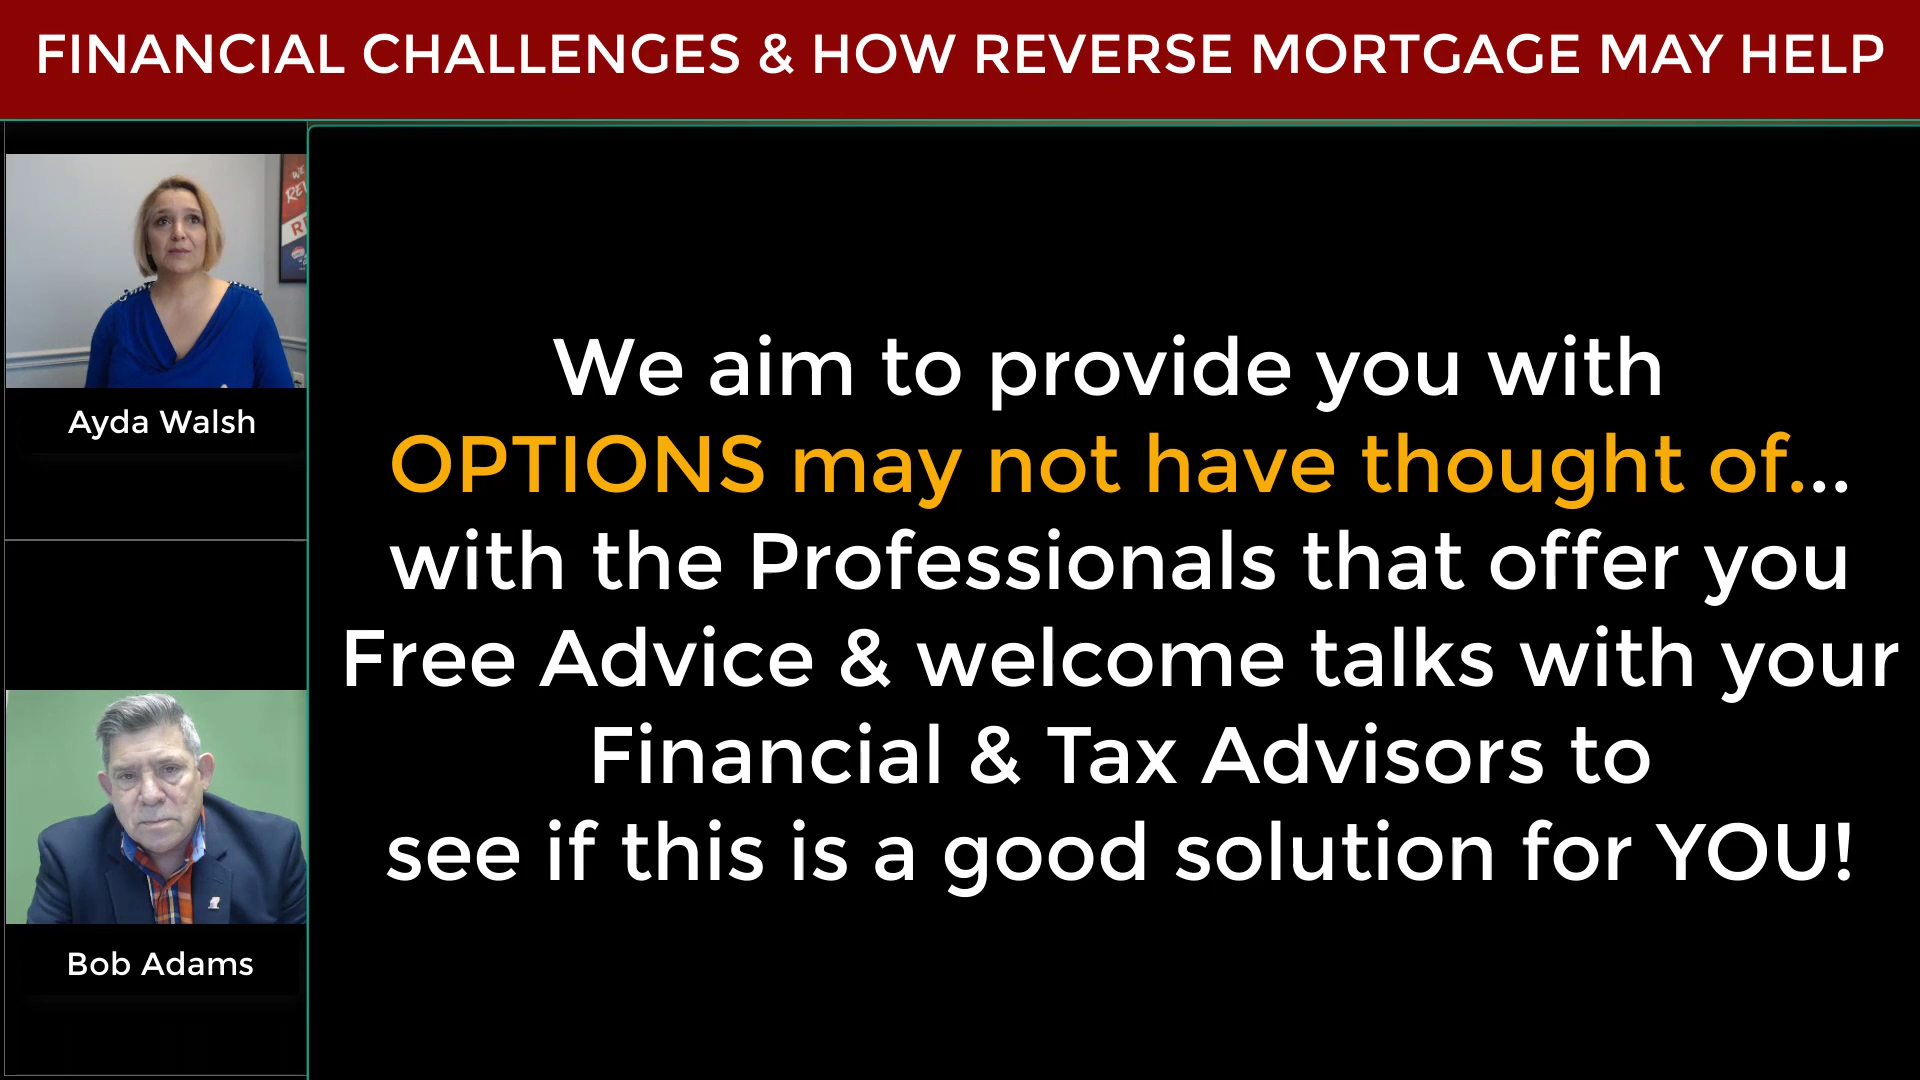 FINANCIAL CHALLENGES & HOW REVERSE MORTGAGE MAY HELP
WE
RE
Ayda Walsh
We aim to provide you with
OPTIONS may not have thought of...
with the Professionals that offer you
Free Advice & welcome talks with your
Financial & Tax Advisors to
see if this is a good solution for YOU!
Bob Adams